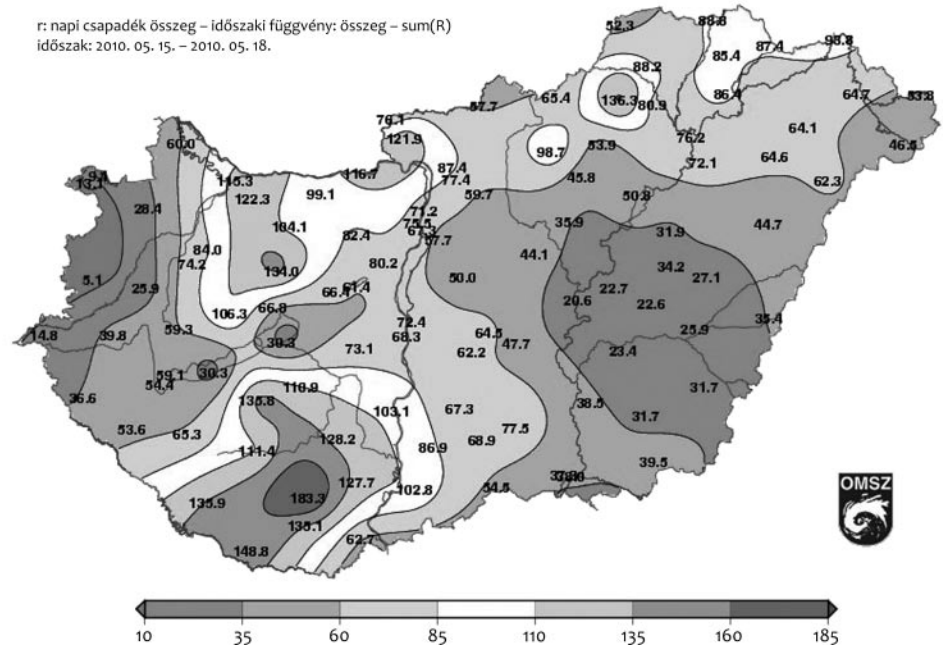 r: napi csapadék összeg – időszaki függvény: összeg – sum(R)
időszak: 2010. 05. 15. – 2010. 05. 18.
52.3 88.8
85.4 87.4 98.8
88.2
57.7 65.4 136.3 80.9 86.4 64.7 53.8
76.1
121.9 98.7 53.9 76.2 64.1 46.5
60.0
13.1 115.3 116.7 87.4 72.1 64.6
77.4 45.8 62.3
28.4 122.3 99.1 59.7 50.8
71.2
104.1 75.5 35.9 44.7
67.3 31.9
84.0 82.4 57.7
74.2 134.0 80.2 44.1 34.2
5.1 50.0 27.1
25.9 66.4 61.4 22.7
106.3 66.8 20.6 22.6
14.8 39.8 59.3 72.4 35.4
39.3 68.3 64.5 25.9
73.1 62.2 47.7 23.4
59.1 30.3
54.4
36.6 110.9 31.7
135.8 103.1 67.3 38.5 31.7
53.6 65.3 77.5
128.2 86.9 68.9
111.4 39.5
127.7
135.9 183.3 102.8 54.5
135.1
148.8 62.7
OMSZ
10 35 60 85 110 135 160 185